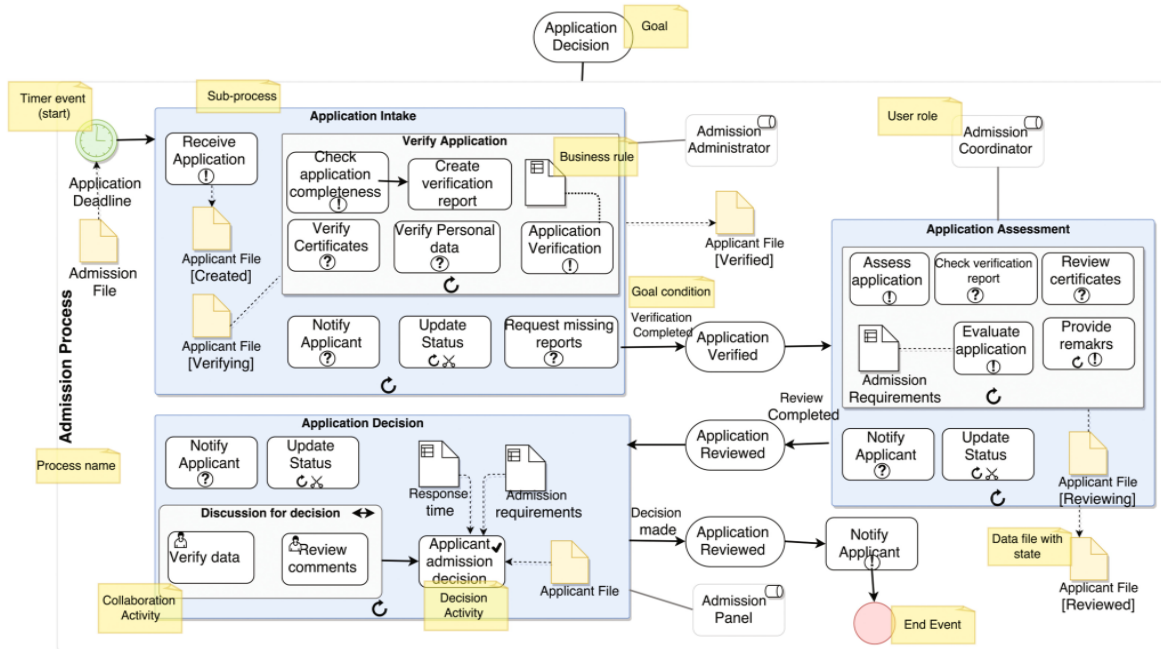 Application
Decision
Goal
Timer event
(start)
Sub-process
User role
Application Intake
Admission
Administrator
Admission
Coordinator
Receive
Application
Verify Application
Check
application
completeness
Create
verification
report
Business rule
Application
Deadline
Verify
Certificates
Verify Personal
data
Application
Verification
Applicant File
[Created]
Applicant File
[Verified]
Admission
File
Application Assessment
Assess
application
Check verification
report
Review
certificates
Goal condition
Verification
Completed
Application
Verified
Applicant File
[Verifying]
Notify
Applicant
Update
Status
Request missing
reports
Evaluate
application
Provide
remakrs
Admission
Requirements
Admission Process
Process name
Review
Completed
Application
Reviewed
Notify
Applicant
Update
Status
Applicant File
[Reviewing]
Application Decision
Notify
Applicant
Update
Status
Response
time
Admission
requirements
Discussion for decision
Verify data
Review
comments
Applicant
admission
decision
Applicant File
Decision
made
Application
Reviewed
Notify
Applicant
Data file with
state
Applicant File
[Reviewed]
Collaboration
Activity
Decision
Activity
Admission
Panel
End Event